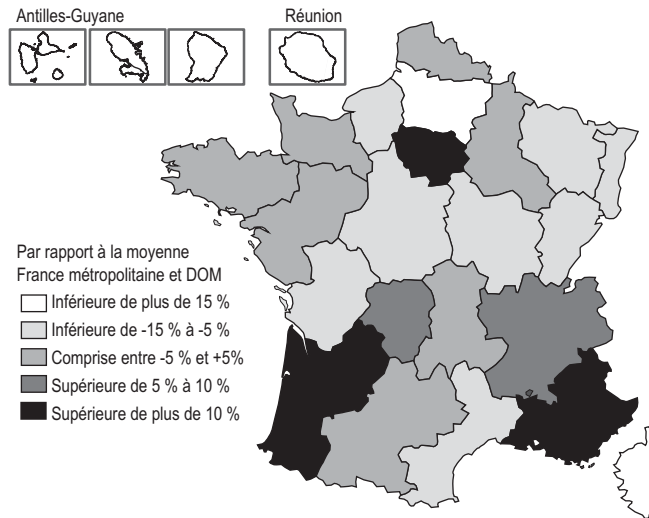 Antilles-Guyane
Réunion
Par rapport à la moyenne
France métropolitaine et DOM
Inférieure de plus de 15 %
Inférieure de -15 % à -5 %
Comprise entre -5 % et +5%
Supérieure de 5 % à 10 %
Supérieure de plus de 10 %